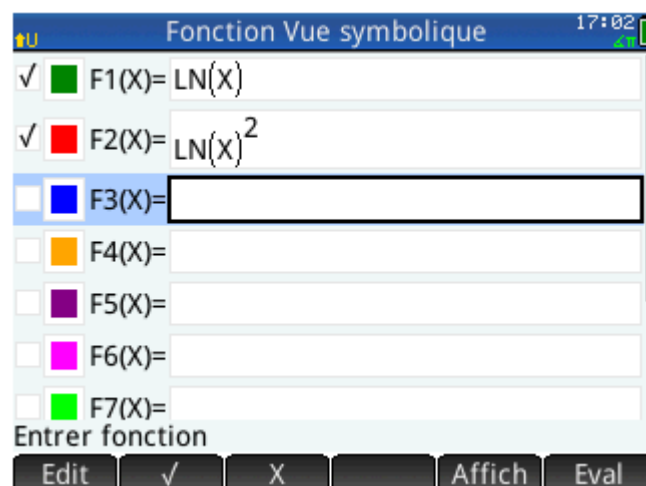 U Fonction Vue symbolique 17:02
∡π
√ F1(X)= LN(X)
√ F2(X)= LN(X)²
F3(X)=
F4(X)=
F5(X)=
F6(X)=
F7(X)=
Entrer fonction
Edit √ X Affich Eval